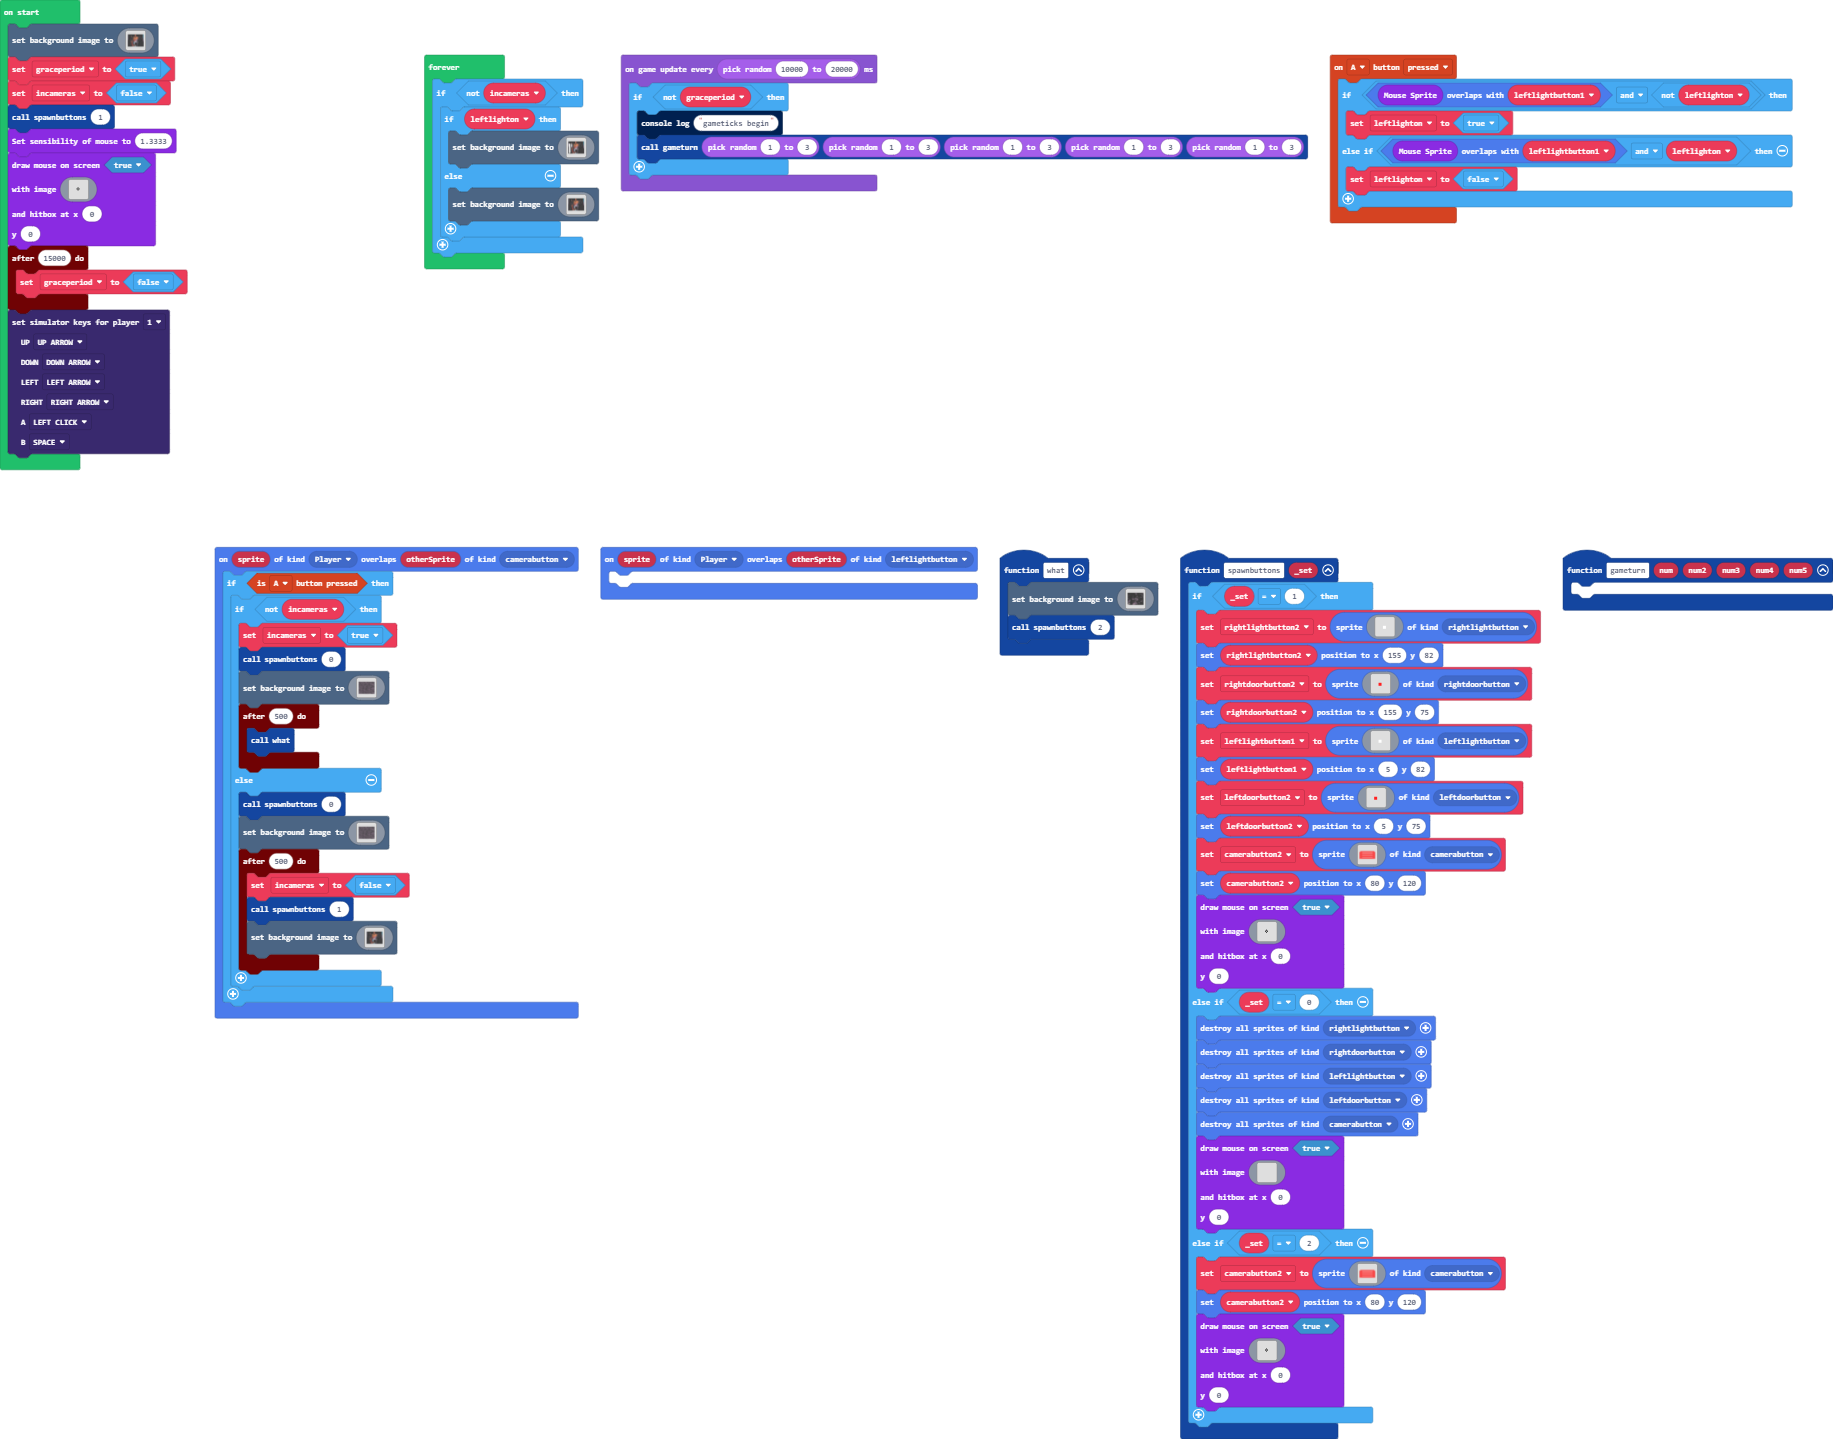 on start
set background image to
set graceperiod to true
set incameras to false
call spawnbuttons 1
Set sensibility of mouse to 1.3333
draw mouse on screen true
with image
and hitbox at x 0
y 0
after 15000 do
set graceperiod to false
set simulator keys for player 1
UP UP ARROW
DOWN DOWN ARROW
LEFT LEFT ARROW
RIGHT RIGHT ARROW
A LEFT CLICK
B SPACE
forever
if not incameras then
if leftlighton then
set background image to
else
set background image to
on game update every pick random 10000 to 20000 ms
if not graceperiod then
console log "gameticks begin"
call gameturn pick random 1 to 3 pick random 1 to 3 pick random 1 to 3 pick random 1 to 3 pick random 1 to 3
on A button pressed
if Mouse Sprite overlaps with leftlightbutton1 and not leftlighton then
set leftlighton to true
else if Mouse Sprite overlaps with leftlightbutton1 and leftlighton then
set leftlighton to false
on sprite of kind Player overlaps otherSprite of kind camerabutton
if is A button pressed then
if not incameras then
set incameras to true
call spawnbuttons 0
set background image to
after 500 do
call what
else
call spawnbuttons 0
set background image to
after 500 do
set incameras to false
call spawnbuttons 1
set background image to
on sprite of kind Player overlaps otherSprite of kind leftlightbutton
function what
set background image to
call spawnbuttons 2
function spawnbuttons _set
if _set = 1 then
set rightlightbutton2 to sprite of kind rightlightbutton
set rightlightbutton2 position to x 155 y 82
set rightdoorbutton2 to sprite of kind rightdoorbutton
set rightdoorbutton2 position to x 155 y 75
set leftlightbutton1 to sprite of kind leftlightbutton
set leftlightbutton1 position to x 5 y 82
set leftdoorbutton2 to sprite of kind leftdoorbutton
set leftdoorbutton2 position to x 5 y 75
set camerabutton2 to sprite of kind camerabutton
set camerabutton2 position to x 80 y 120
draw mouse on screen true
with image
and hitbox at x 0
y 0
else if _set = 0 then
destroy all sprites of kind rightlightbutton
destroy all sprites of kind rightdoorbutton
destroy all sprites of kind leftlightbutton
destroy all sprites of kind leftdoorbutton
destroy all sprites of kind camerabutton
draw mouse on screen true
with image
and hitbox at x 0
y 0
else if _set = 2 then
set camerabutton2 to sprite of kind camerabutton
set camerabutton2 position to x 80 y 120
draw mouse on screen true
with image
and hitbox at x 0
y 0
function gameturn num num2 num3 num4 num5